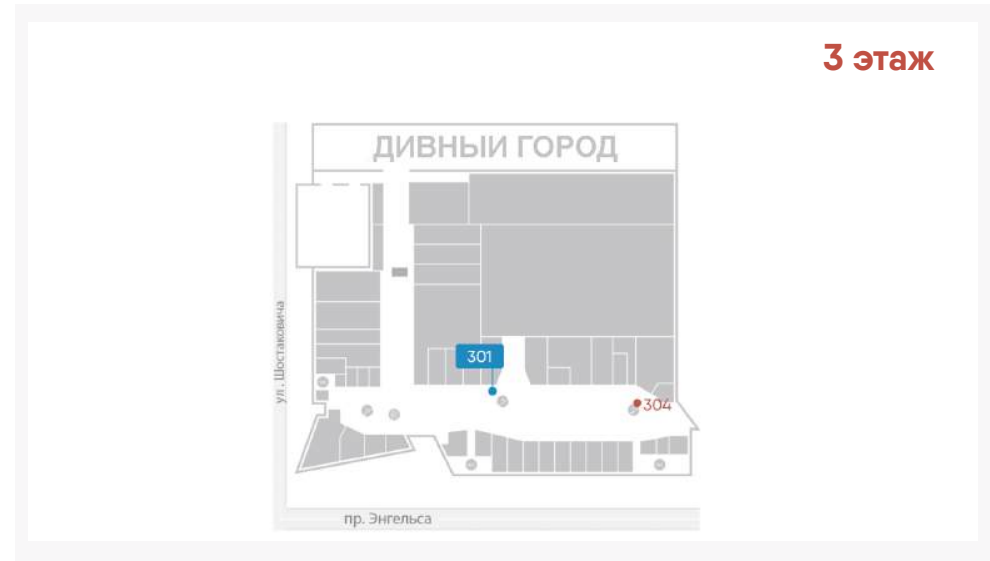 3 этаж
ДИВНЫЙ ГОРОД
ул. Шостаковича
301
304
пр. Энгельса